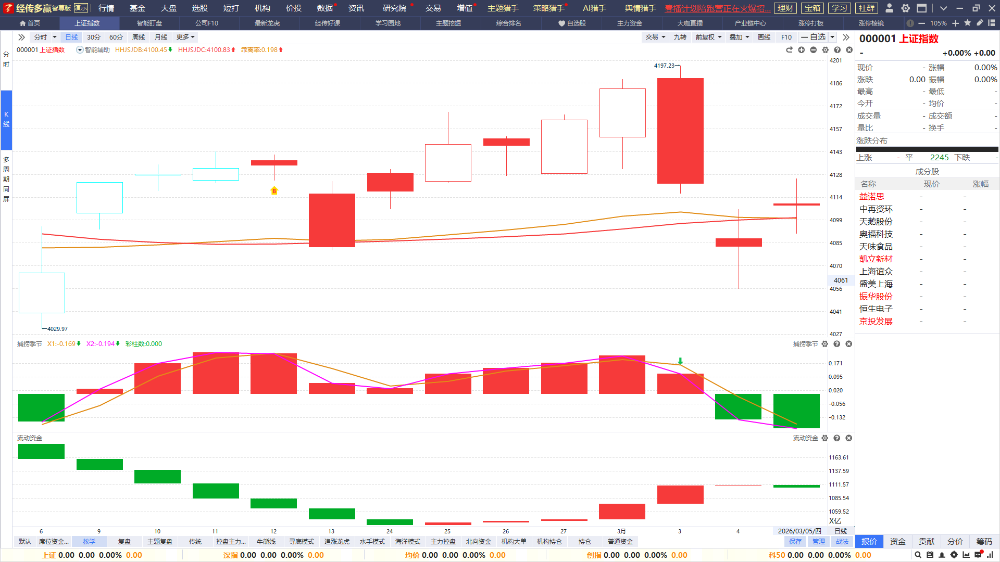 经传多赢 智尊版 演示 行情 基金 大盘 选股 短打 机构 价投 数据 资讯 研究院 交易 增值 主题猎手 策略猎手 AI猎手 舆情猎手 春播计划陪跑营正在火爆招... 理财 宝箱 学习 社群
首页 上证指数 智能盯盘 公司F10 最新龙虎 经传好课 学习园地 主题挖掘 综合排名 自选股 主力资金 大咖直播 产业链中心 涨停打板 涨停棱镜 105%
分时 日线 30分 60分 周线 月线 更多 交易 九转 前复权 叠加 画线 F10 自选
000001 上证指数 智能辅助 HHJSJDB:4100.45 HHJSJDC:4100.83 乖离率:0.198
分时
K线
多周期同屏
4197.23
4029.97
B
4201
4186
4172
4157
4143
4128
4114
4099
4085
4070
4061
4056
4041
4027
捕捞季节 X1:-0.169 X2:-0.194 彩柱数:0.000 捕捞季节
0.171
0.095
0.020
-0.056
-0.132
流动资金 流动资金
1163.61
1137.59
1111.57
1085.54
1059.52
X亿
6 9 10 11 12 13 24 25 26 27 3月 3 4 2026/03/05/四 日线
默认 席位资金... 教学 复盘 主题复盘 传统 控盘主力... 牛能线 寻底模式 追涨龙虎 水手模式 海洋模式 主力控盘 北向资金 机构大单 机构持仓 持仓 普通资金 保存 管理 战法
000001 上证指数
- +0.00% +0.00
现价 - 涨幅 0.00%
涨跌 0.00 振幅 0.00%
最高 - 最低 -
今开 - 均价 -
成交量 - 成交额 -
量比 - 换手 -
涨跌分布
上涨 - 平 2245 下跌 -
成分股
名称 现价 涨幅
益诺思 - -
中再资环 - -
天鹅股份 - -
奥福科技 - -
天味食品 - -
凯立新材 - -
上海谊众 - -
盛美上海 - -
振华股份 - -
恒生电子 - -
京投发展 - -
报价 资金 贡献 分价 筹码
上证 0.00 0.00 0.00% 0.00 深指 0.00 0.00 0.00% 0.00 均价 0.00 0.00 0.00% 0.00 创指 0.00 0.00 0.00% 0.00 科50 0.00 0.00 0.00% 0.00